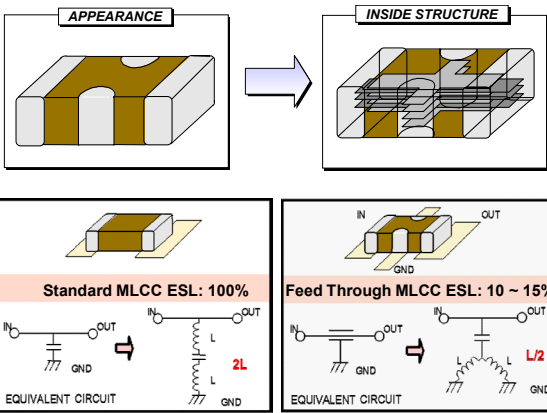 APPEARANCE
INSIDE STRUCTURE
Standard MLCC ESL: 100%
IN
OUT
GND
L
L
2L
IN
OUT
GND
EQUIVALENT CIRCUIT
IN
OUT
GND
Feed Through MLCC ESL: 10 ~ 15%
IN
OUT
GND
IN
OUT
L
L
L/2
GND
EQUIVALENT CIRCUIT